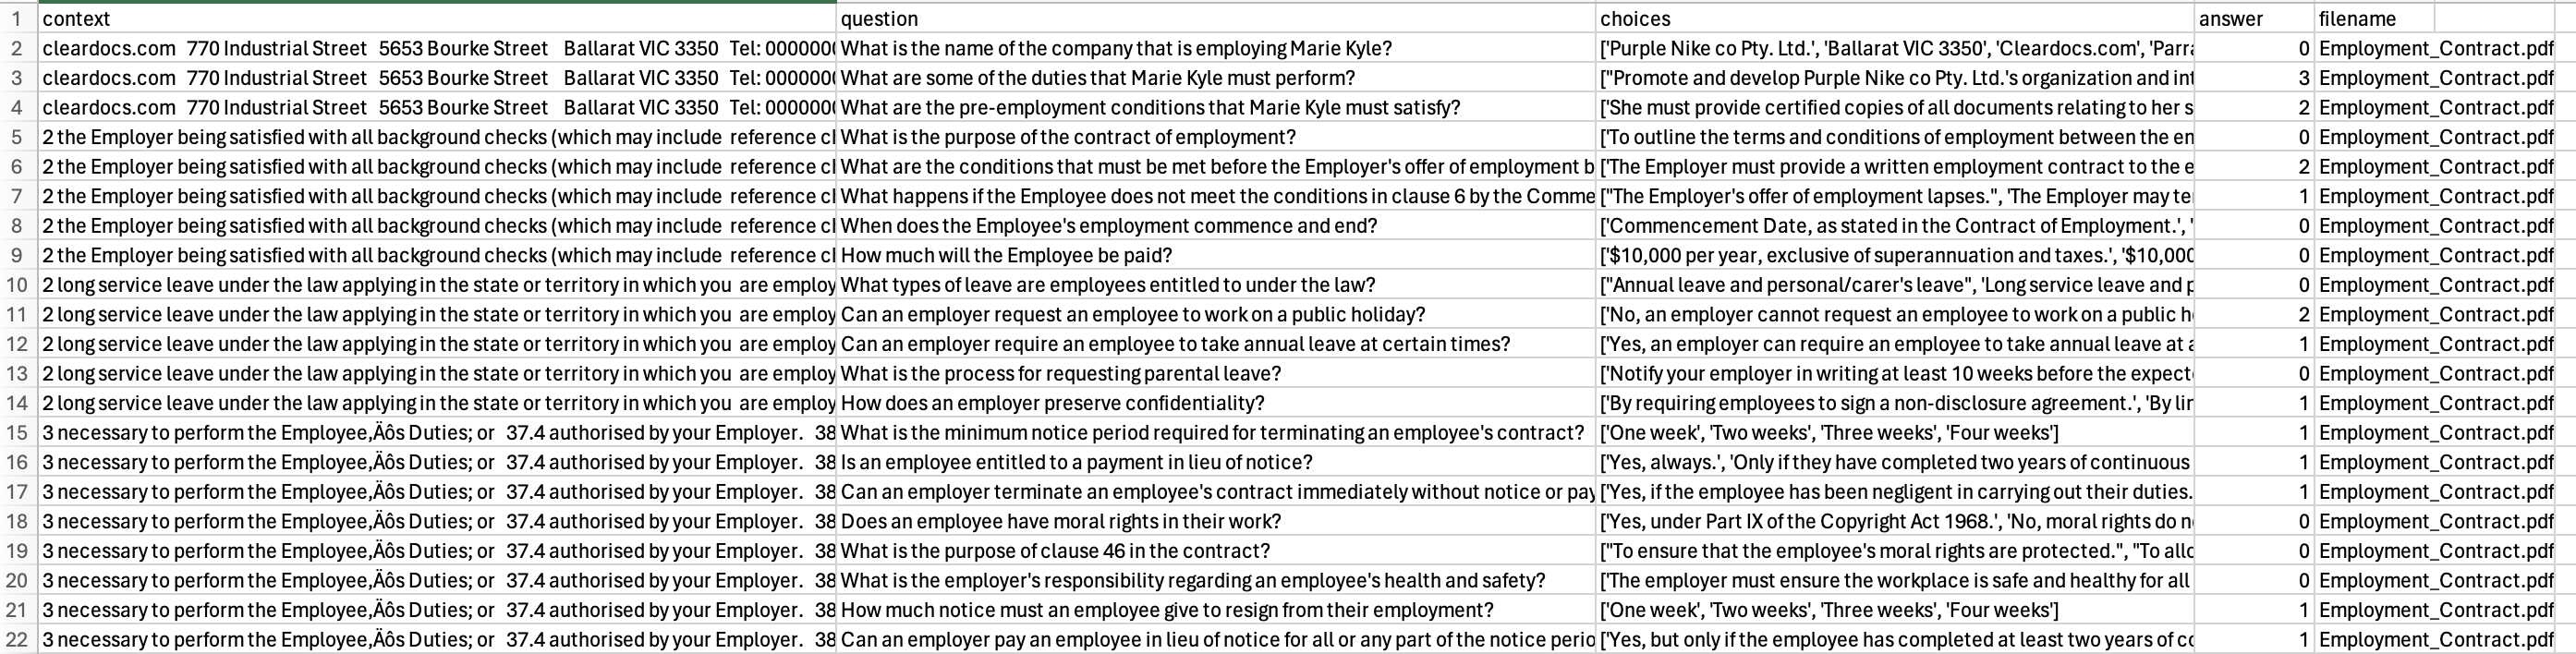 1 context question choices answer filename
2 cleardocs.com 770 Industrial Street 5653 Bourke Street Ballarat VIC 3350 Tel: 0000000 What is the name of the company that is employing Marie Kyle? ['Purple Nike co Pty. Ltd.', 'Ballarat VIC 3350', 'Cleardocs.com', 'Parra 0 Employment_Contract.pdf
3 cleardocs.com 770 Industrial Street 5653 Bourke Street Ballarat VIC 3350 Tel: 0000000 What are some of the duties that Marie Kyle must perform? ["Promote and develop Purple Nike co Pty. Ltd.'s organization and int 3 Employment_Contract.pdf
4 cleardocs.com 770 Industrial Street 5653 Bourke Street Ballarat VIC 3350 Tel: 0000000 What are the pre-employment conditions that Marie Kyle must satisfy? ['She must provide certified copies of all documents relating to her s 2 Employment_Contract.pdf
5 2 the Employer being satisfied with all background checks (which may include reference cl What is the purpose of the contract of employment? ['To outline the terms and conditions of employment between the em 0 Employment_Contract.pdf
6 2 the Employer being satisfied with all background checks (which may include reference cl What are the conditions that must be met before the Employer's offer of employment b ['The Employer must provide a written employment contract to the e 2 Employment_Contract.pdf
7 2 the Employer being satisfied with all background checks (which may include reference cl What happens if the Employee does not meet the conditions in clause 6 by the Comme ["The Employer's offer of employment lapses.", 'The Employer may te 1 Employment_Contract.pdf
8 2 the Employer being satisfied with all background checks (which may include reference cl When does the Employee's employment commence and end? ['Commencement Date, as stated in the Contract of Employment.', ' 0 Employment_Contract.pdf
9 2 the Employer being satisfied with all background checks (which may include reference cl How much will the Employee be paid? ['$10,000 per year, exclusive of superannuation and taxes.', '$10,000 0 Employment_Contract.pdf
10 2 long service leave under the law applying in the state or territory in which you are employ What types of leave are employees entitled to under the law? ["Annual leave and personal/carer's leave", 'Long service leave and p 0 Employment_Contract.pdf
11 2 long service leave under the law applying in the state or territory in which you are employ Can an employer request an employee to work on a public holiday? ['No, an employer cannot request an employee to work on a public h 2 Employment_Contract.pdf
12 2 long service leave under the law applying in the state or territory in which you are employ Can an employer require an employee to take annual leave at certain times? ['Yes, an employer can require an employee to take annual leave at a 1 Employment_Contract.pdf
13 2 long service leave under the law applying in the state or territory in which you are employ What is the process for requesting parental leave? ['Notify your employer in writing at least 10 weeks before the expect 0 Employment_Contract.pdf
14 2 long service leave under the law applying in the state or territory in which you are employ How does an employer preserve confidentiality? ['By requiring employees to sign a non-disclosure agreement.', 'By lir 1 Employment_Contract.pdf
15 3 necessary to perform the Employee‚Äôs Duties; or 37.4 authorised by your Employer. 38 What is the minimum notice period required for terminating an employee's contract? ['One week', 'Two weeks', 'Three weeks', 'Four weeks'] 1 Employment_Contract.pdf
16 3 necessary to perform the Employee‚Äôs Duties; or 37.4 authorised by your Employer. 38 Is an employee entitled to a payment in lieu of notice? ['Yes, always.', 'Only if they have completed two years of continuous 1 Employment_Contract.pdf
17 3 necessary to perform the Employee‚Äôs Duties; or 37.4 authorised by your Employer. 38 Can an employer terminate an employee's contract immediately without notice or pay ['Yes, if the employee has been negligent in carrying out their duties. 1 Employment_Contract.pdf
18 3 necessary to perform the Employee‚Äôs Duties; or 37.4 authorised by your Employer. 38 Does an employee have moral rights in their work? ['Yes, under Part IX of the Copyright Act 1968.', 'No, moral rights do n 0 Employment_Contract.pdf
19 3 necessary to perform the Employee‚Äôs Duties; or 37.4 authorised by your Employer. 38 What is the purpose of clause 46 in the contract? ["To ensure that the employee's moral rights are protected.", "To allo 0 Employment_Contract.pdf
20 3 necessary to perform the Employee‚Äôs Duties; or 37.4 authorised by your Employer. 38 What is the employer's responsibility regarding an employee's health and safety? ['The employer must ensure the workplace is safe and healthy for all 0 Employment_Contract.pdf
21 3 necessary to perform the Employee‚Äôs Duties; or 37.4 authorised by your Employer. 38 How much notice must an employee give to resign from their employment? ['One week', 'Two weeks', 'Three weeks', 'Four weeks'] 1 Employment_Contract.pdf
22 3 necessary to perform the Employee‚Äôs Duties; or 37.4 authorised by your Employer. 38 Can an employer pay an employee in lieu of notice for all or any part of the notice perio ['Yes, but only if the employee has completed at least two years of co 1 Employment_Contract.pdf